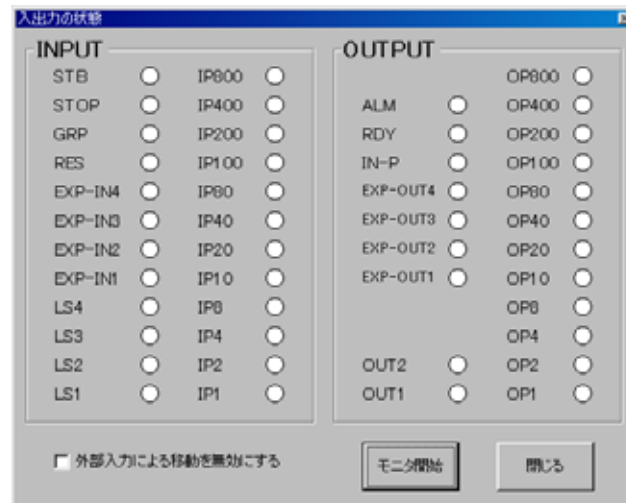 入出力の状態
INPUT OUTPUT
STB IP800 OP800
STOP IP400 ALM OP400
GRP IP200 RDY OP200
RES IP100 IN-P OP100
EXP-IN4 IP80 EXP-OUT4 OP80
EXP-IN3 IP40 EXP-OUT3 OP40
EXP-IN2 IP20 EXP-OUT2 OP20
EXP-IN1 IP10 EXP-OUT1 OP10
LS4 IP8 OP8
LS3 IP4 OP4
LS2 IP2 OUT2 OP2
LS1 IP1 OUT1 OP1
外部入力による移動を無効にする モニタ開始 閉じる